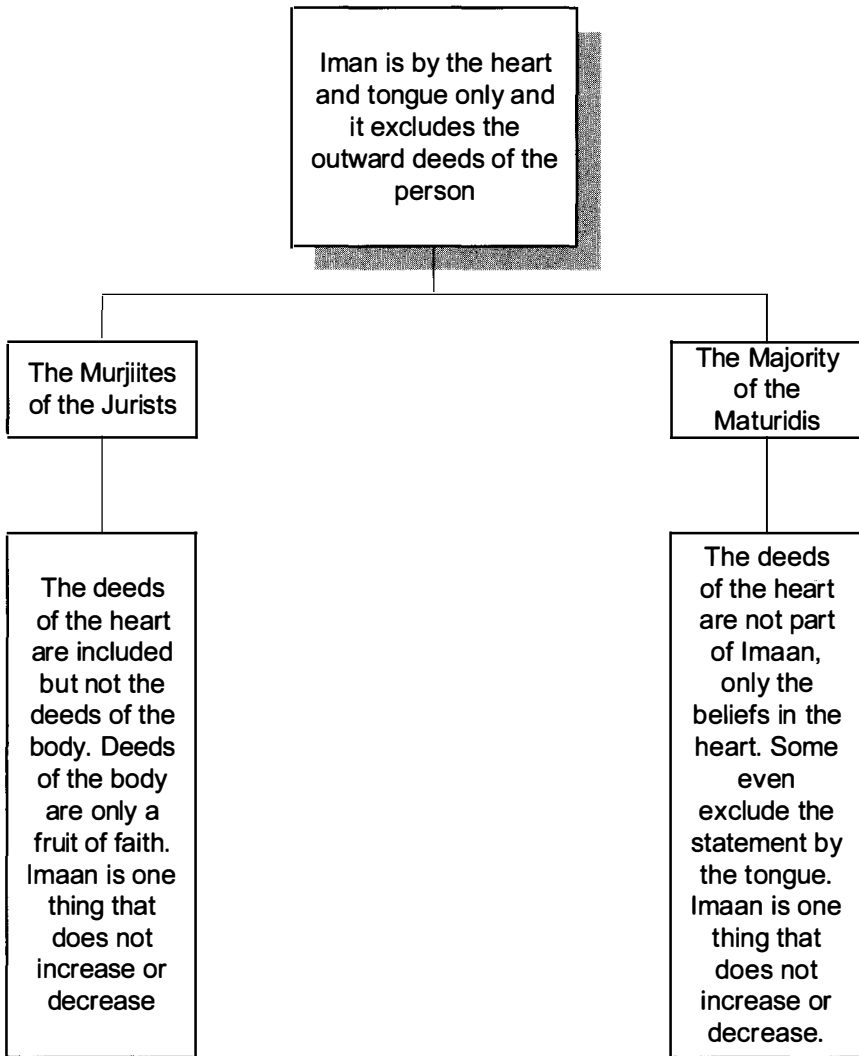 Iman is by the heart
and tongue only and
it excludes the
outward deeds of the
person
The Murjiites
of the Jurists
The Majority
of the
Maturidis
The deeds
of the heart
are included
but not the
deeds of the
body. Deeds
of the body
are only a
fruit of faith.
Imaan is one
thing that
does not
increase or
decrease
The deeds
of the heart
are not part
of Imaan,
only the
beliefs in the
heart. Some
even
exclude the
statement by
the tongue.
Imaan is one
thing that
does not
increase or
decrease.